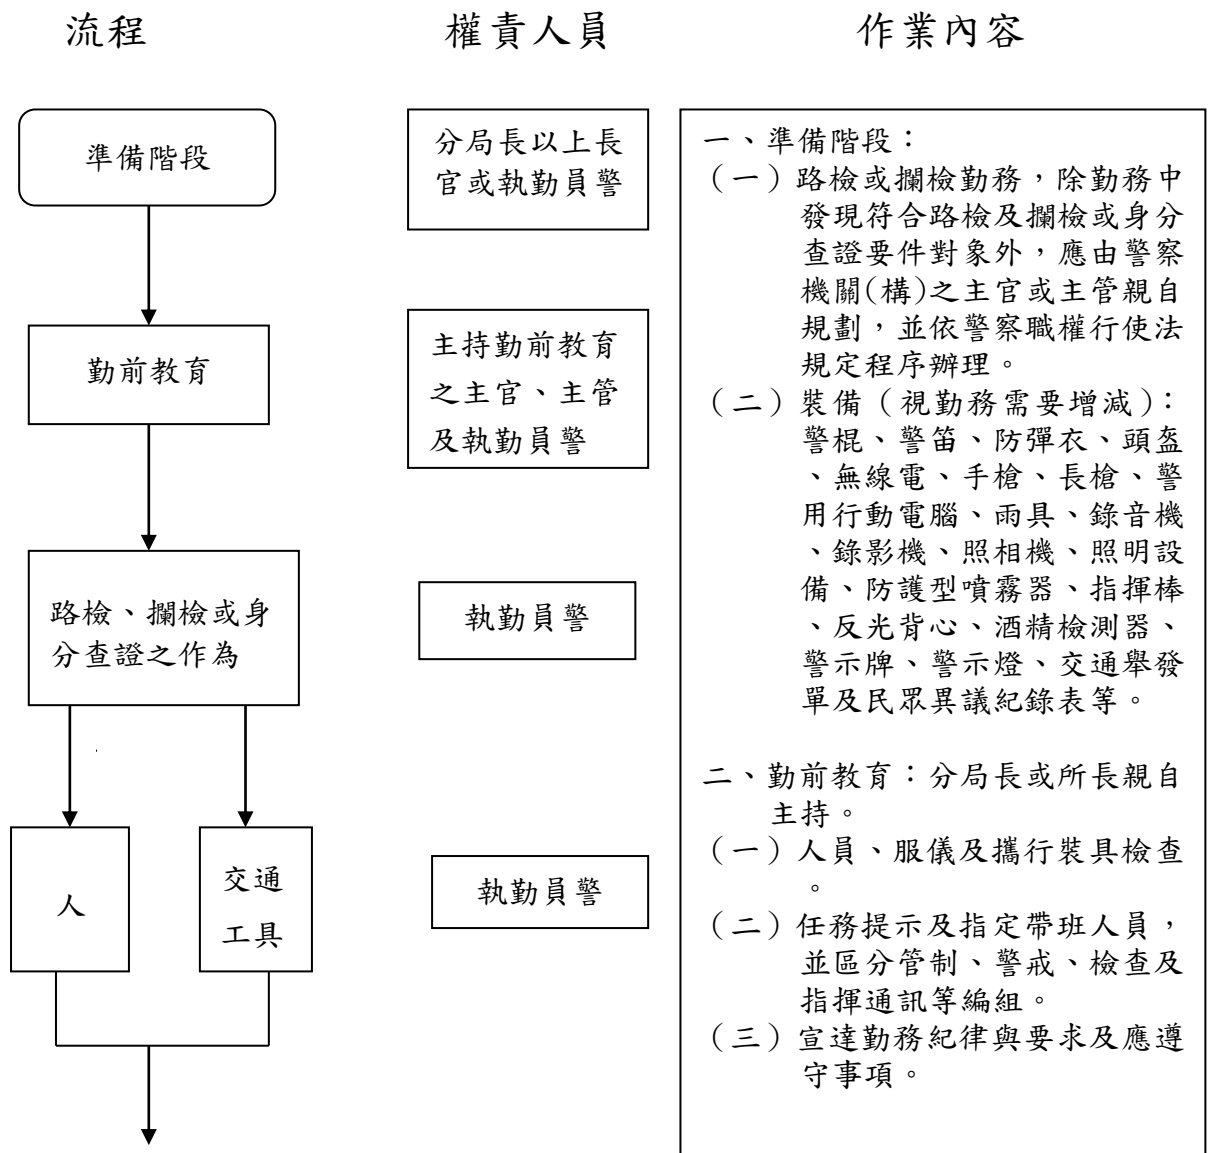 流程
權責人員
作業內容
準備階段
分局長以上長
官或執勤員警
勤前教育
主持勤前教育
之主官、主管
及執勤員警
路檢、攔檢或身
分查證之作為
執勤員警
人
交通
工具
執勤員警
一、準備階段：
（一）路檢或攔檢勤務，除勤務中
發現符合路檢及攔檢或身分
查證要件對象外，應由警察
機關(構)之主官或主管親自
規劃，並依警察職權行使法
規定程序辦理。
（二）裝備（視勤務需要增減）：
警棍、警笛、防彈衣、頭盔
、無線電、手槍、長槍、警
用行動電腦、雨具、錄音機
、錄影機、照相機、照明設
備、防護型噴霧器、指揮棒
、反光背心、酒精檢測器、
警示牌、警示燈、交通舉發
單及民眾異議紀錄表等。
二、勤前教育：分局長或所長親自
主持。
（一）人員、服儀及攜行裝具檢查
。
（二）任務提示及指定帶班人員，
並區分管制、警戒、檢查及
指揮通訊等編組。
（三）宣達勤務紀律與要求及應遵
守事項。